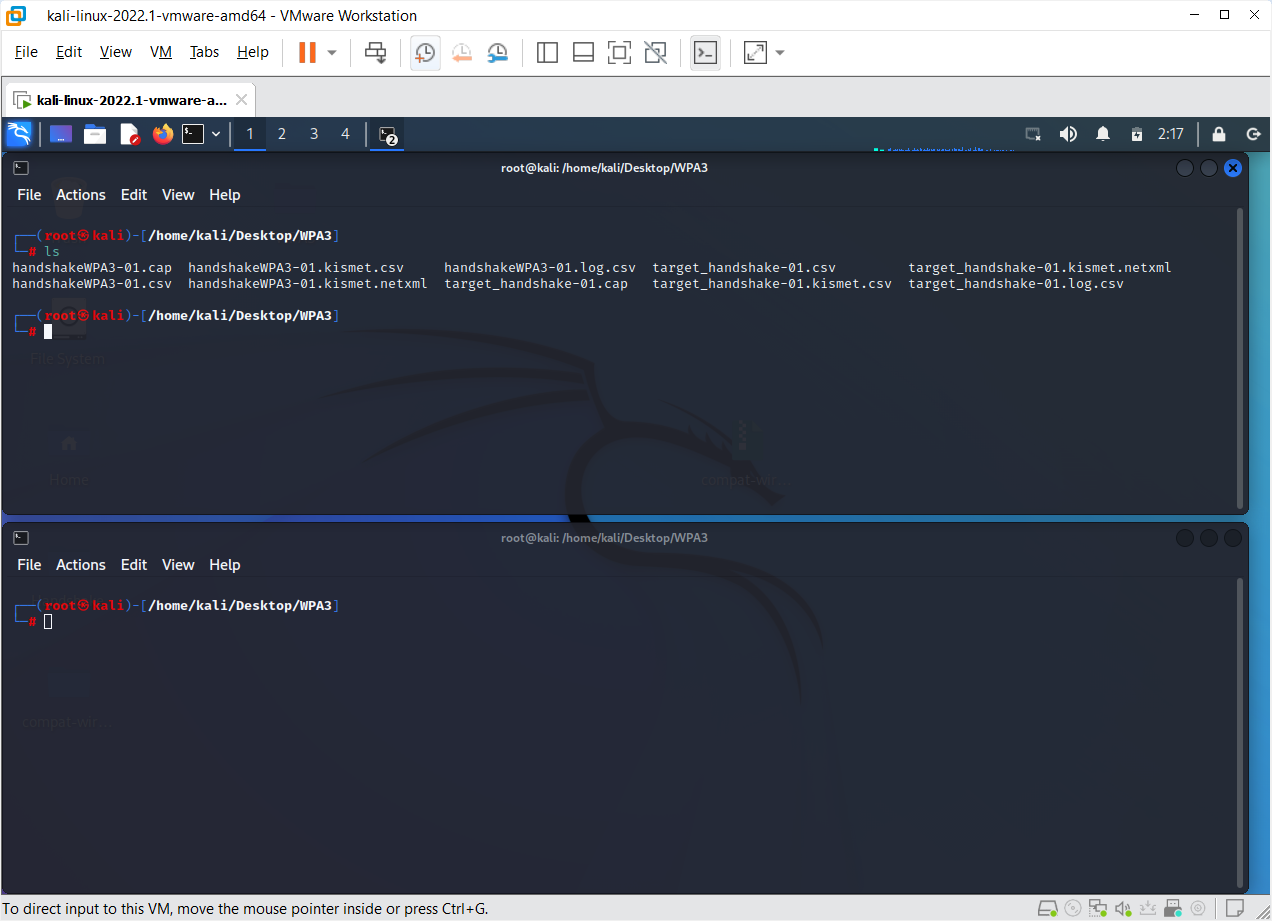 kali-linux-2022.1-vmware-amd64 - VMware Workstation
File Edit View VM Tabs Help
kali-linux-2022.1-vmware-a...
1 2 3 4 2 2:17
root@kali: /home/kali/Desktop/WPA3
File Actions Edit View Help
(root㉿kali)-[/home/kali/Desktop/WPA3]
# ls
handshakeWPA3-01.cap handshakeWPA3-01.kismet.csv handshakeWPA3-01.log.csv target_handshake-01.csv target_handshake-01.kismet.netxml
handshakeWPA3-01.csv handshakeWPA3-01.kismet.netxml target_handshake-01.cap target_handshake-01.kismet.csv target_handshake-01.log.csv
(root㉿kali)-[/home/kali/Desktop/WPA3]
#
File System
Home
compat-wir...
root@kali: /home/kali/Desktop/WPA3
File Actions Edit View Help
(root㉿kali)-[/home/kali/Desktop/WPA3]
#
compat-wir...
To direct input to this VM, move the mouse pointer inside or press Ctrl+G.